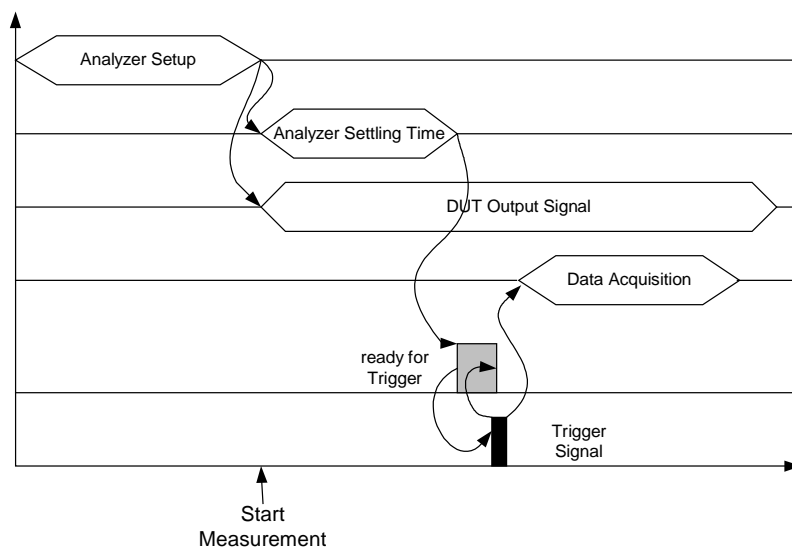 Analyzer Setup
Analyzer Settling Time
DUT Output Signal
Data Acquisition
ready for
Trigger
Trigger
Signal
Start
Measurement